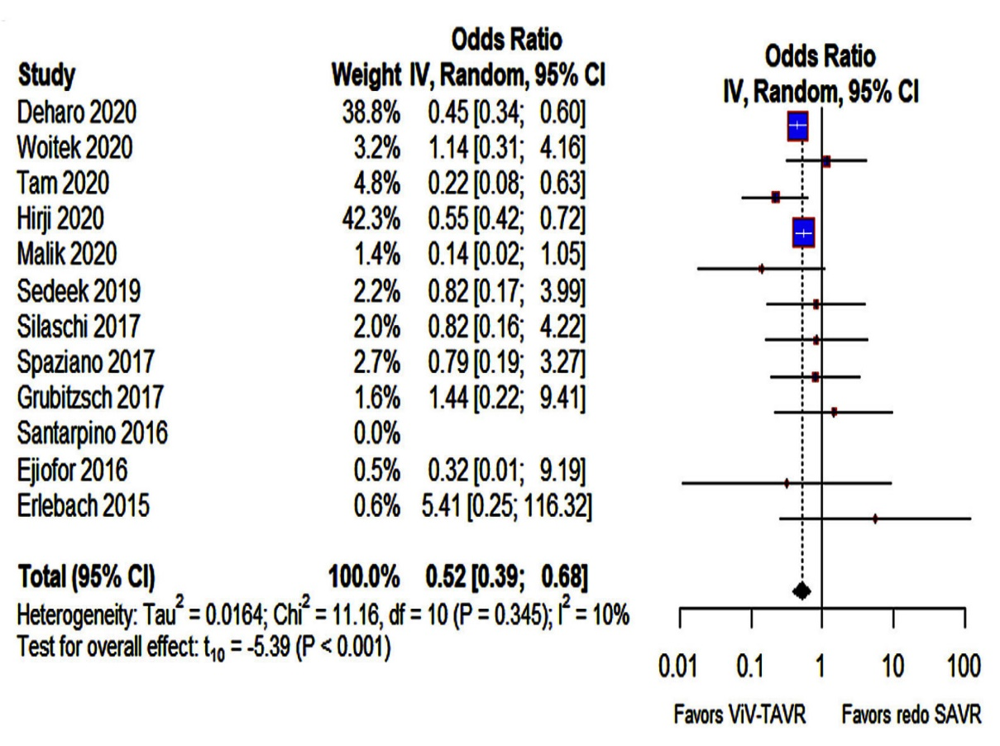 Odds Ratio
Odds Ratio
Study Weight IV, Random, 95% CI
IV, Random, 95% CI
Deharo 2020 38.8% 0.45 [0.34; 0.60]
Woitek 2020 3.2% 1.14 [0.31; 4.16]
Tam 2020 4.8% 0.22 [0.08; 0.63]
Hirji 2020 42.3% 0.55 [0.42; 0.72]
Malik 2020 1.4% 0.14 [0.02; 1.05]
Sedeek 2019 2.2% 0.82 [0.17; 3.99]
Silaschi 2017 2.0% 0.82 [0.16; 4.22]
Spaziano 2017 2.7% 0.79 [0.19; 3.27]
Grubitzsch 2017 1.6% 1.44 [0.22; 9.41]
Santarpino 2016 0.0%
Ejiofor 2016 0.5% 0.32 [0.01; 9.19]
Erlebach 2015 0.6% 5.41 [0.25; 116.32]
Total (95% CI) 100.0% 0.52 [0.39; 0.68]
Heterogeneity: Tau² = 0.0164; Chi² = 11.16, df = 10 (P = 0.345); I² = 10%
Test for overall effect: t₁₀ = -5.39 (P < 0.001)
0.01 0.1 1 10 100
Favors ViV-TAVR Favors redo SAVR